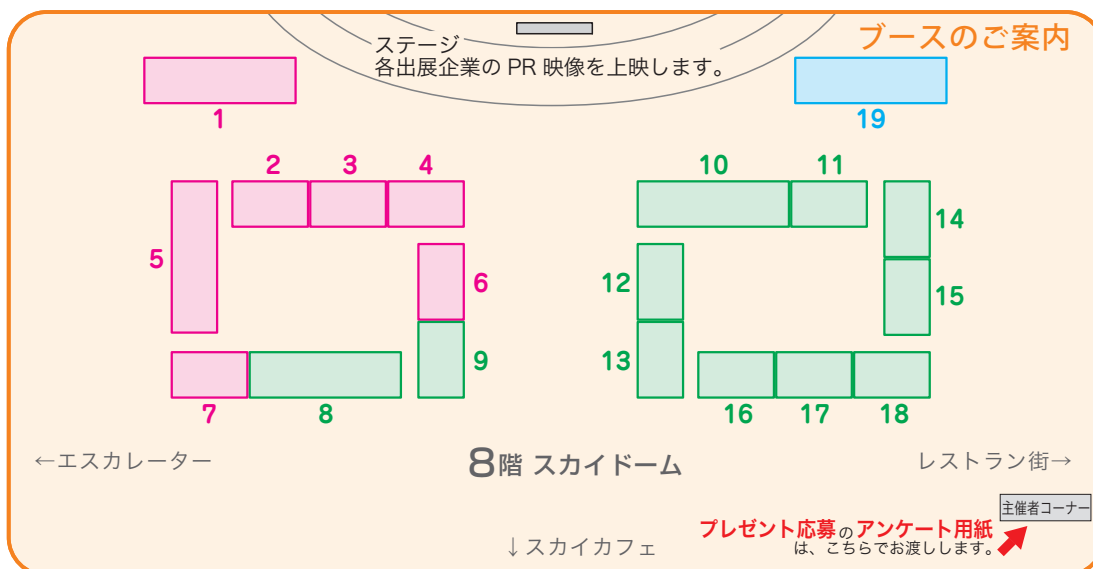 ブースのご案内
ステージ
各出展企業の PR 映像を上映します。
1
19
2
3
4
10
11
5
14
6
12
15
9
13
7
8
16
17
18
←エスカレーター
8階 スカイドーム
レストラン街→
主催者コーナー
プレゼント応募のアンケート用紙
は、こちらでお渡しします。
↓スカイカフェ